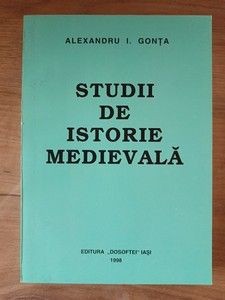 ALEXANDRU I. GONȚA
STUDII
DE
ISTORIE
MEDIEVALĂ
EDITURA „DOSOFTEI" IAȘI
1998